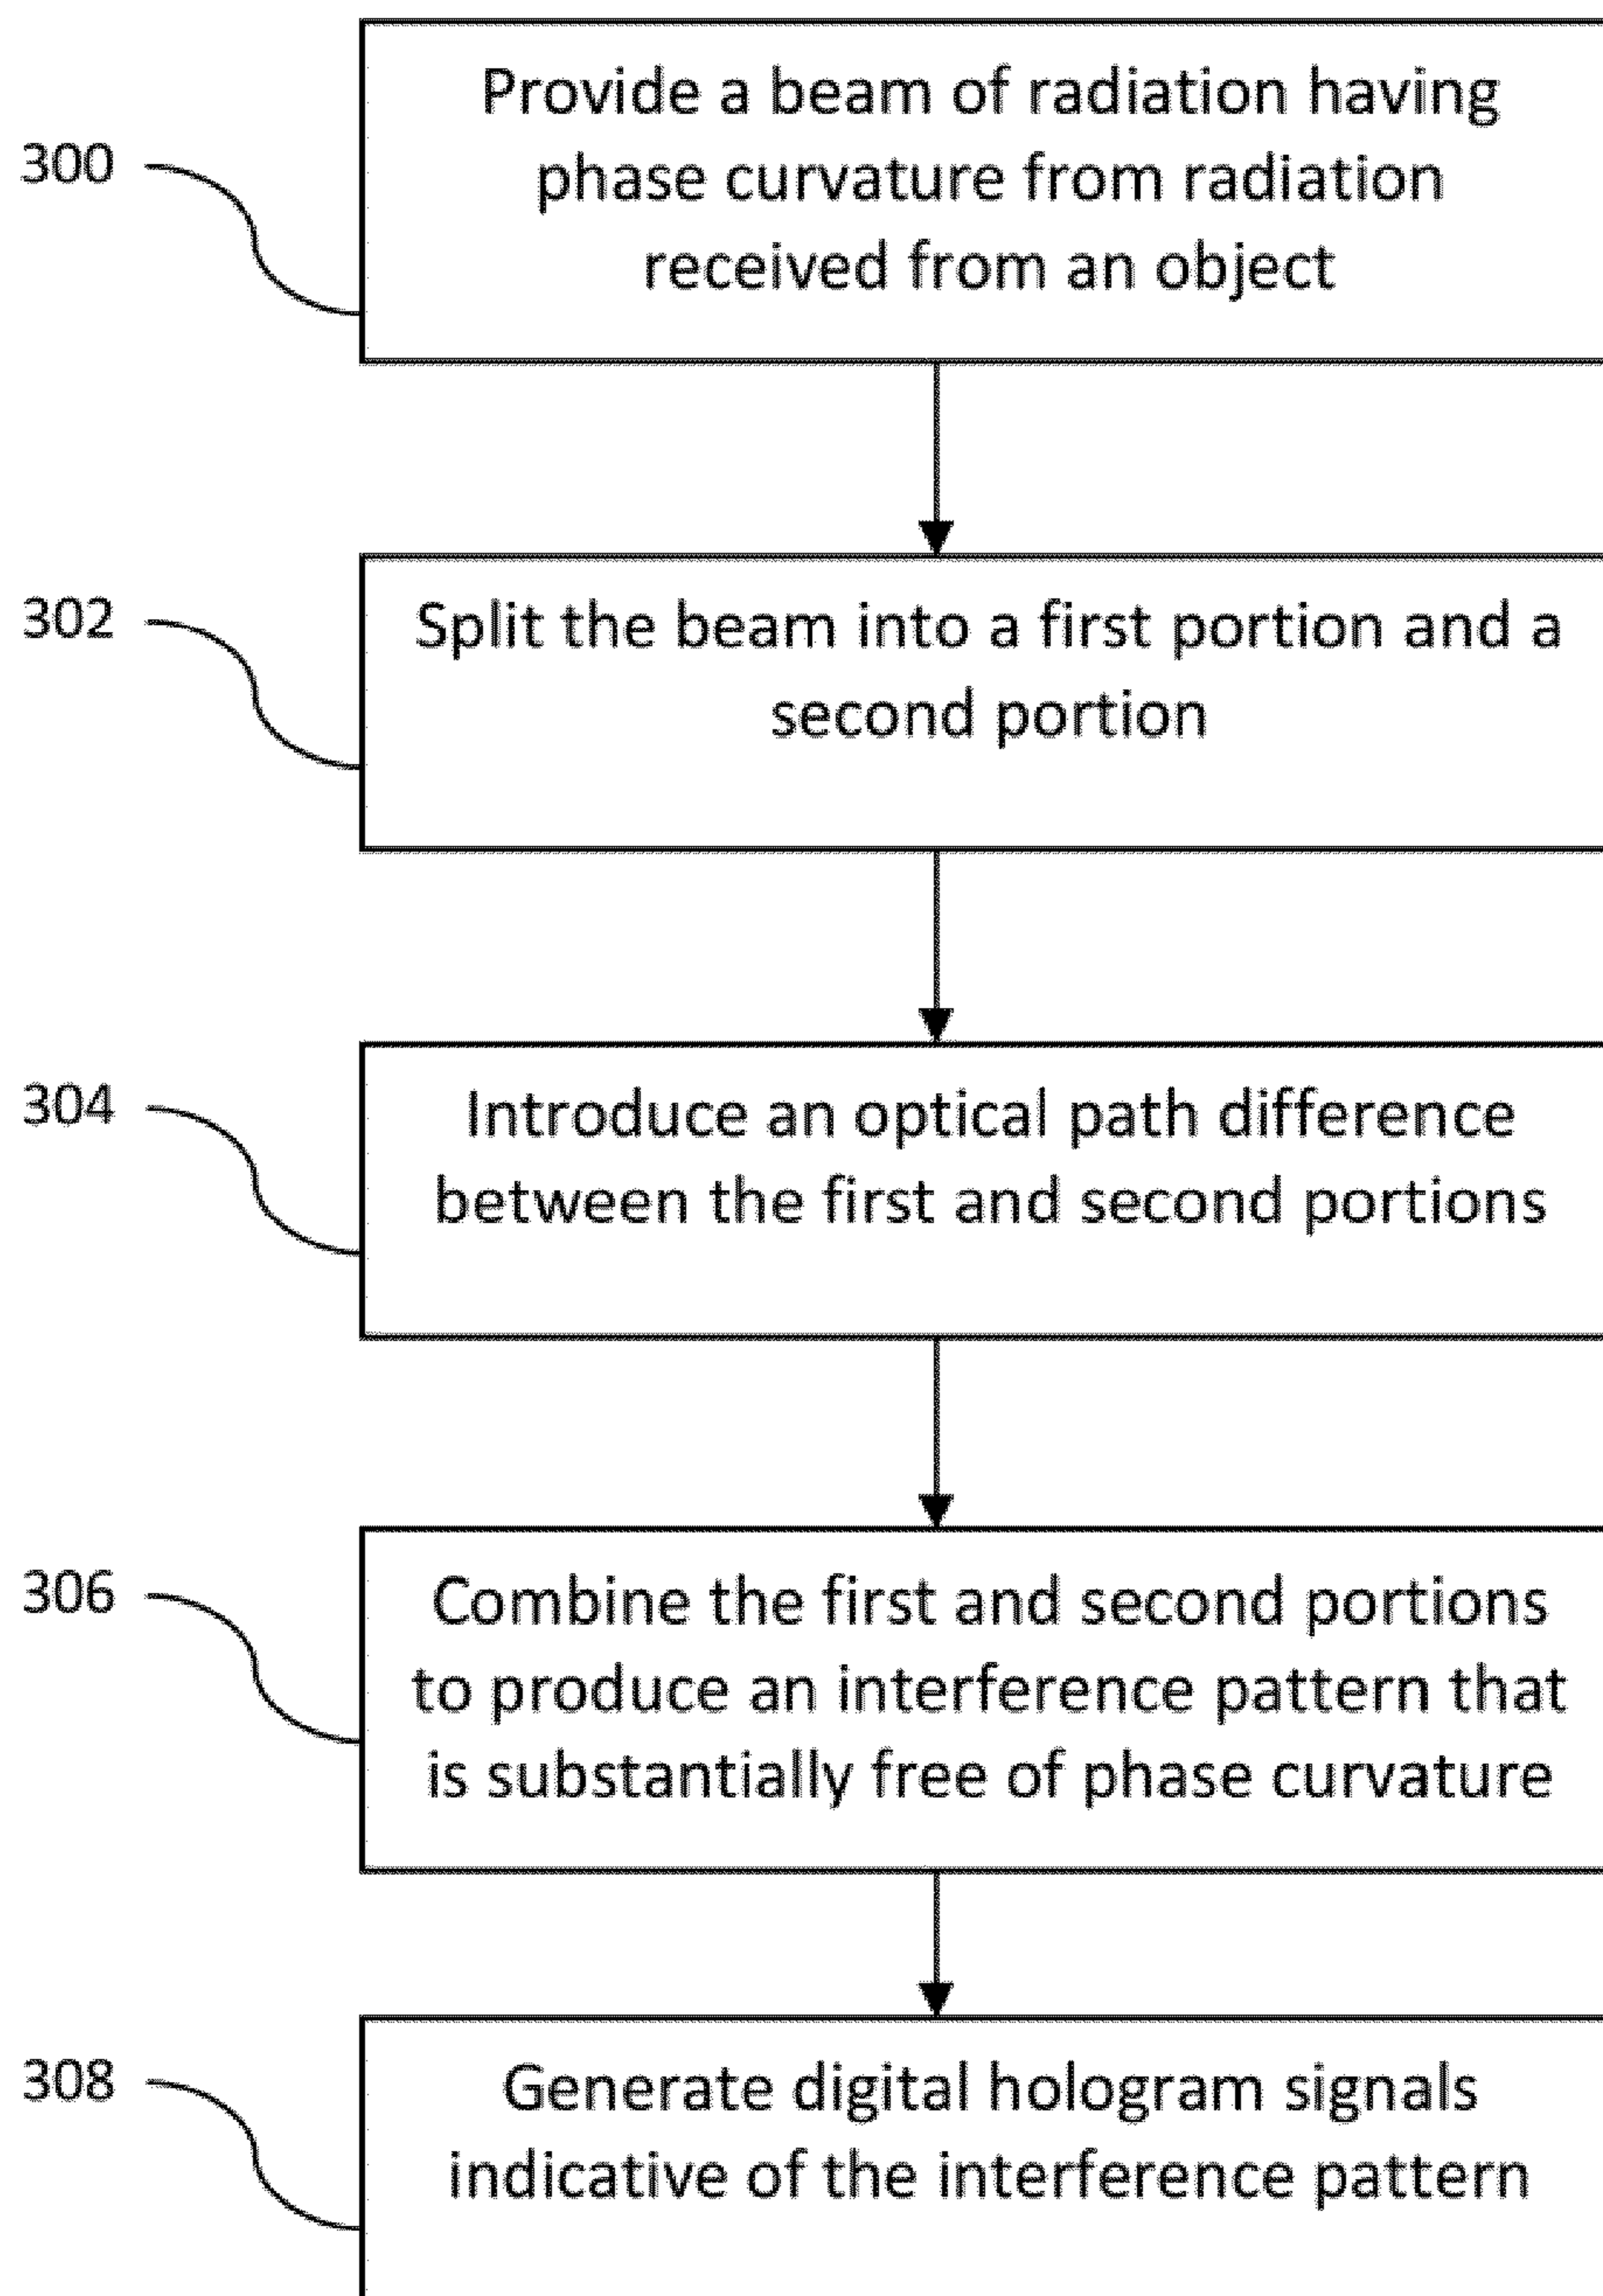 300
Provide a beam of radiation having
phase curvature from radiation
received from an object
302
Split the beam into a first portion and a
second portion
304
Introduce an optical path difference
between the first and second portions
306
Combine the first and second portions
to produce an interference pattern that
is substantially free of phase curvature
308
Generate digital hologram signals
indicative of the interference pattern